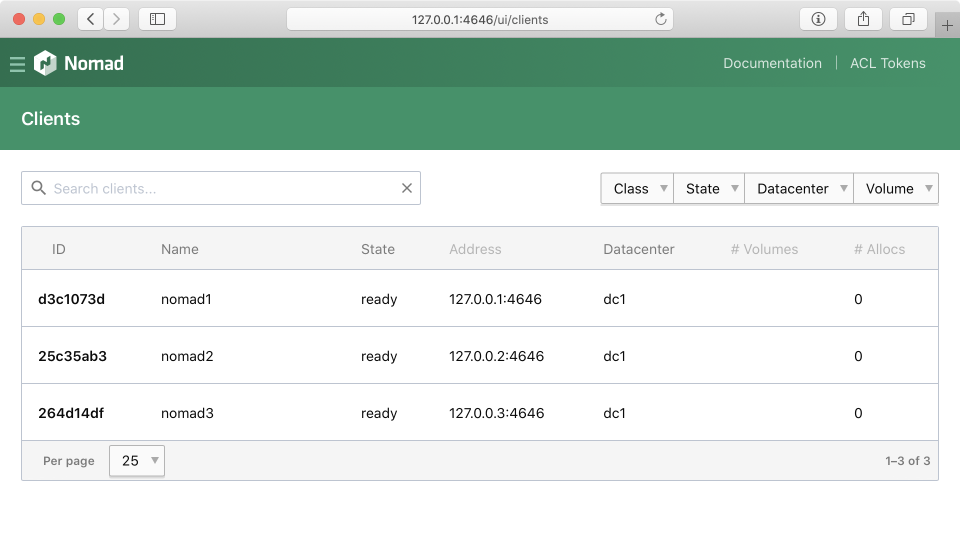 127.0.0.1:4646/ui/clients
Nomad
Documentation ACL Tokens
Clients
Search clients... Class State Datacenter Volume
ID Name State Address Datacenter # Volumes # Allocs
d3c1073d nomad1 ready 127.0.0.1:4646 dc1 0
25c35ab3 nomad2 ready 127.0.0.2:4646 dc1 0
264d14df nomad3 ready 127.0.0.3:4646 dc1 0
Per page 25 1–3 of 3